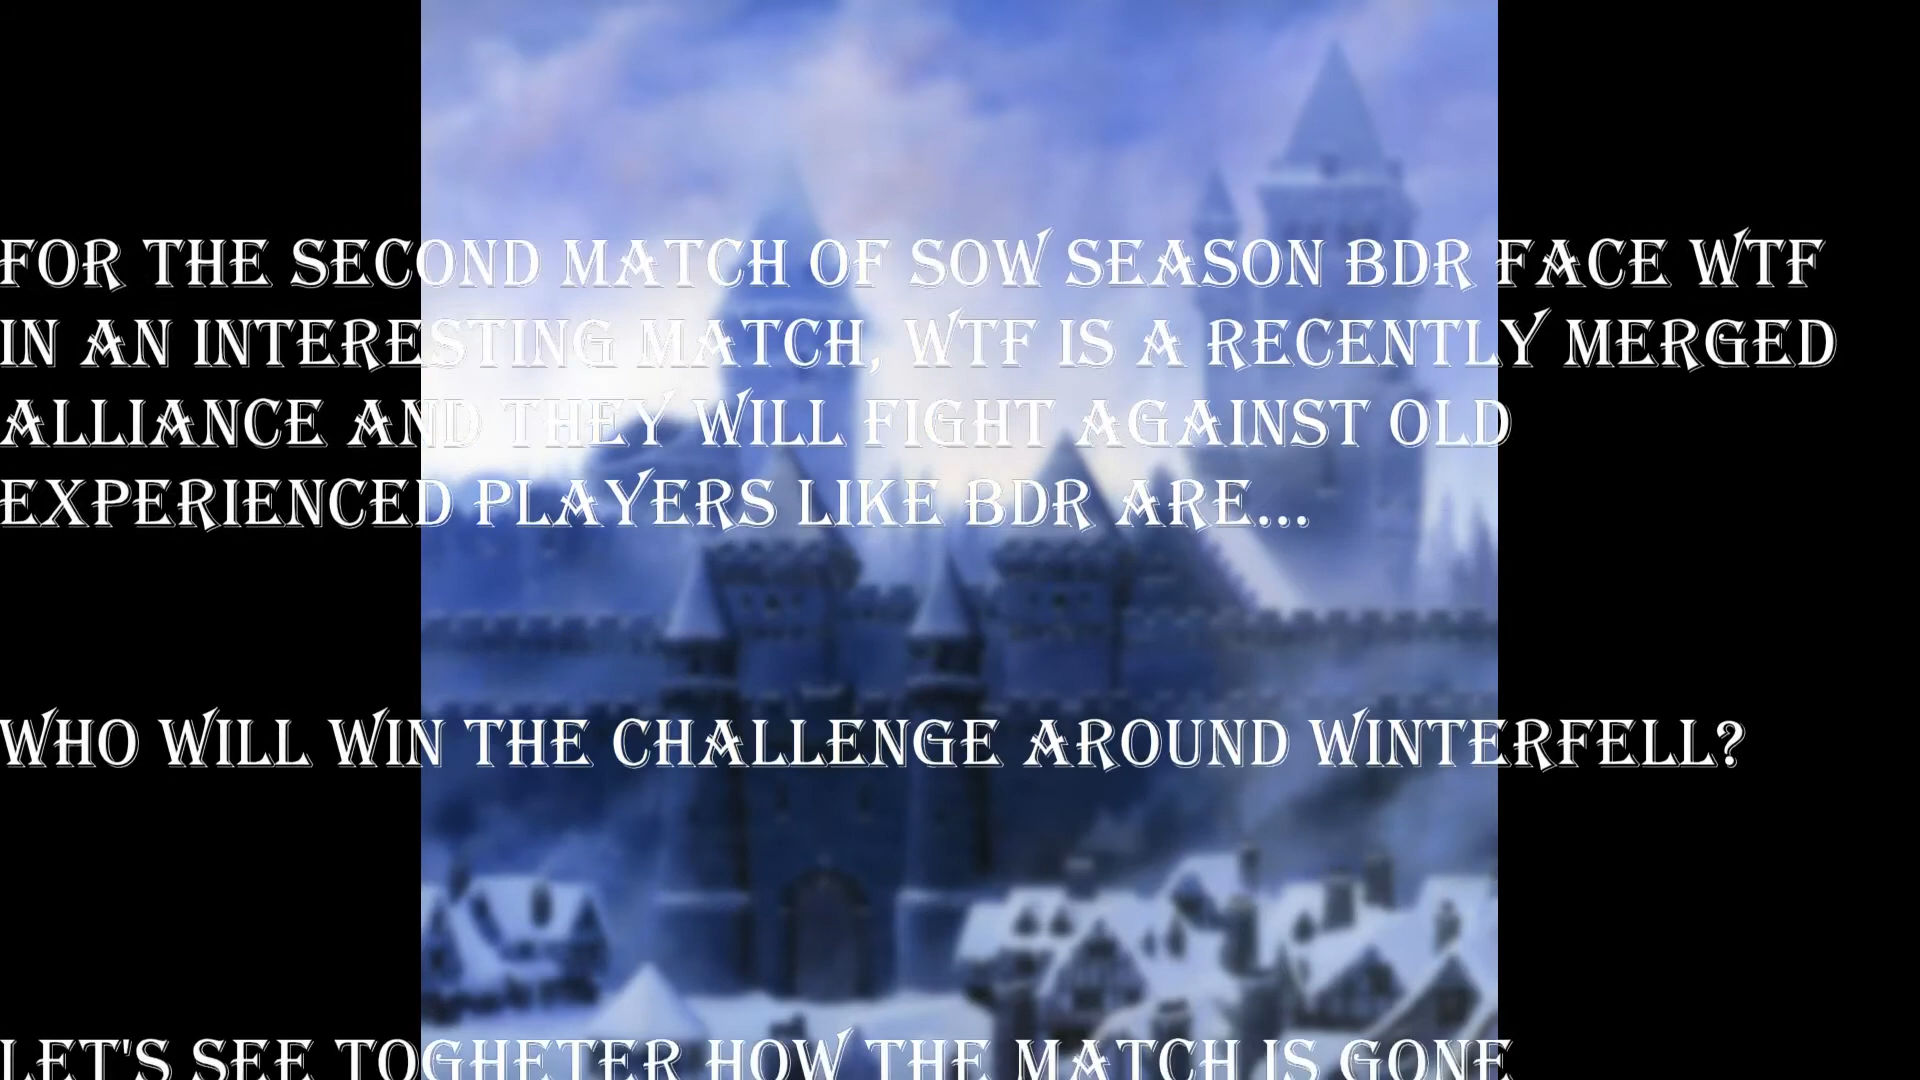 FOR THE SECOND MATCH OF SOW SEASON BDR FACE WTF
IN AN INTERESTING MATCH, WTF IS A RECENTLY MERGED
ALLIANCE AND THEY WILL FIGHT AGAINST OLD
EXPERIENCED PLAYERS LIKE BDR ARE...
WHO WILL WIN THE CHALLENGE AROUND WINTERFELL?
LET'S SEE TOGHETER HOW THE MATCH IS GONE